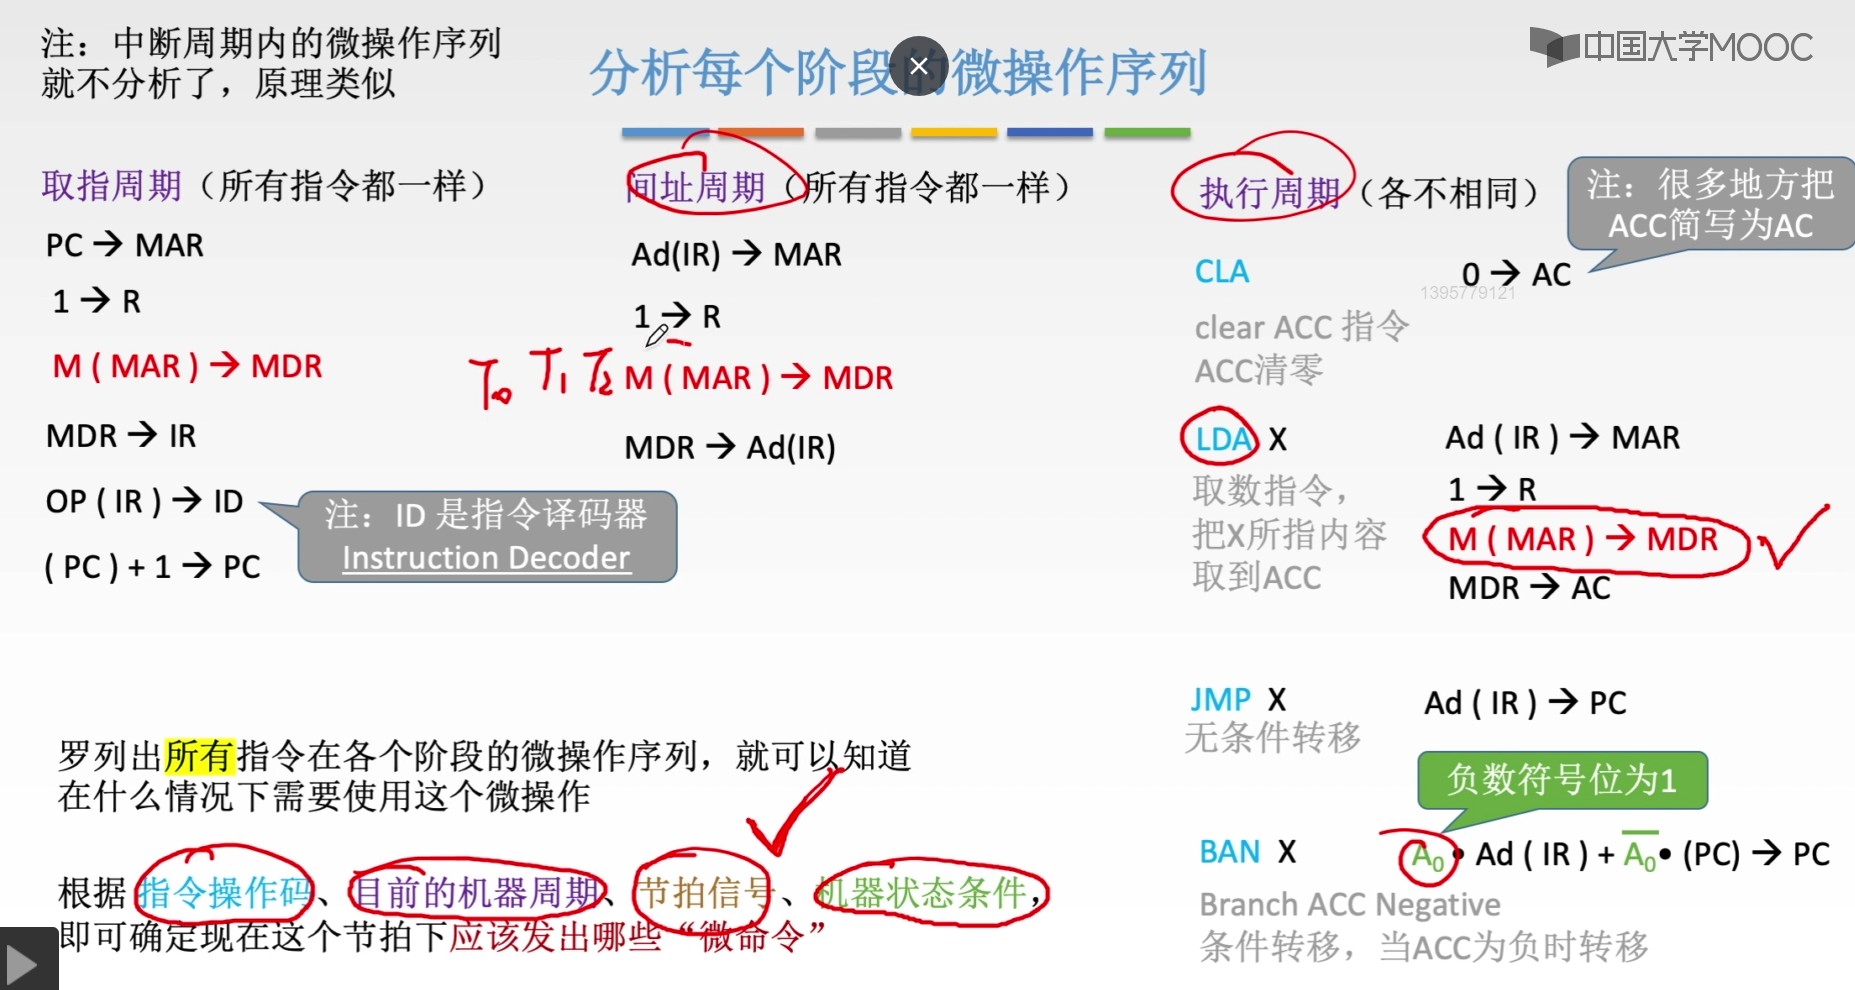 注：中断周期内的微操作序列
就不分析了，原理类似
分析每个阶段的微操作序列
中国大学MOOC
取指周期（所有指令都一样）
PC → MAR
1 → R
M ( MAR ) → MDR
MDR → IR
OP ( IR ) → ID
( PC ) + 1 → PC
注：ID 是指令译码器
Instruction Decoder
间址周期（所有指令都一样）
Ad(IR) → MAR
1 → R
T0 T1 T2
M ( MAR ) → MDR
MDR → Ad(IR)
执行周期（各不相同）
注：很多地方把
ACC简写为AC
CLA 0 → AC
1395779121
clear ACC 指令
ACC清零
LDA X Ad ( IR ) → MAR
取数指令， 1 → R
把X所指内容 M ( MAR ) → MDR
取到ACC MDR → AC
JMP X Ad ( IR ) → PC
无条件转移
负数符号位为1
BAN X A₀• Ad ( IR ) + A̅₀• (PC) → PC
Branch ACC Negative
条件转移，当ACC为负时转移
罗列出所有指令在各个阶段的微操作序列，就可以知道
在什么情况下需要使用这个微操作
根据指令操作码、目前的机器周期、节拍信号、机器状态条件，
即可确定现在这个节拍下应该发出哪些“微命令”